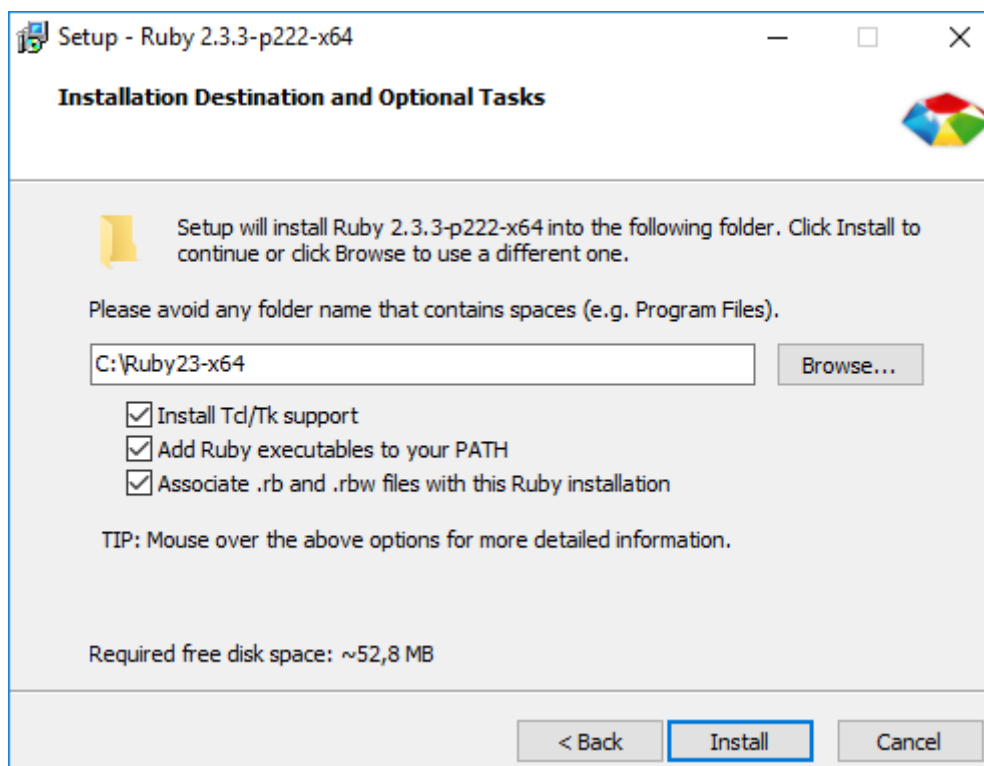 Setup - Ruby 2.3.3-p222-x64
Installation Destination and Optional Tasks
Setup will install Ruby 2.3.3-p222-x64 into the following folder. Click Install to
continue or click Browse to use a different one.
Please avoid any folder name that contains spaces (e.g. Program Files).
C:\Ruby23-x64
Browse...
Install Tcl/Tk support
Add Ruby executables to your PATH
Associate .rb and .rbw files with this Ruby installation
TIP: Mouse over the above options for more detailed information.
Required free disk space: ~52,8 MB
< Back
Install
Cancel